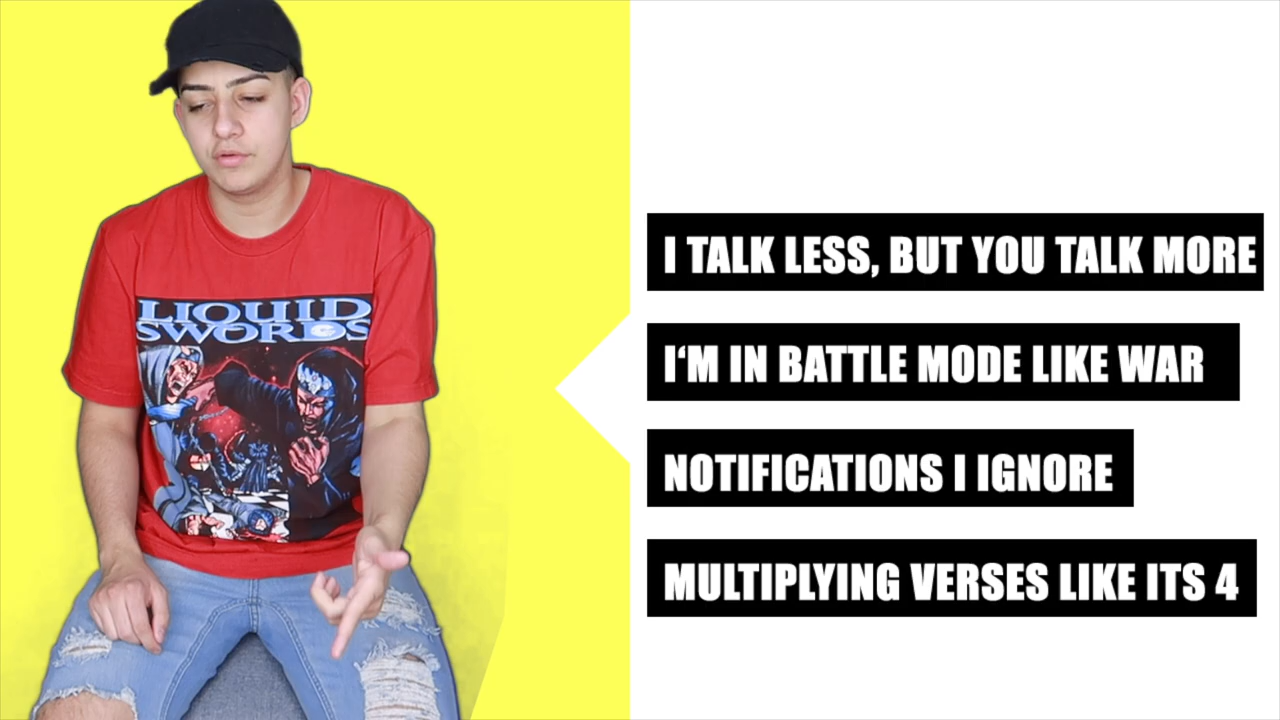 LIQUID
SWORDS
I TALK LESS, BUT YOU TALK MORE
I‘M IN BATTLE MODE LIKE WAR
NOTIFICATIONS I IGNORE
MULTIPLYING VERSES LIKE ITS 4